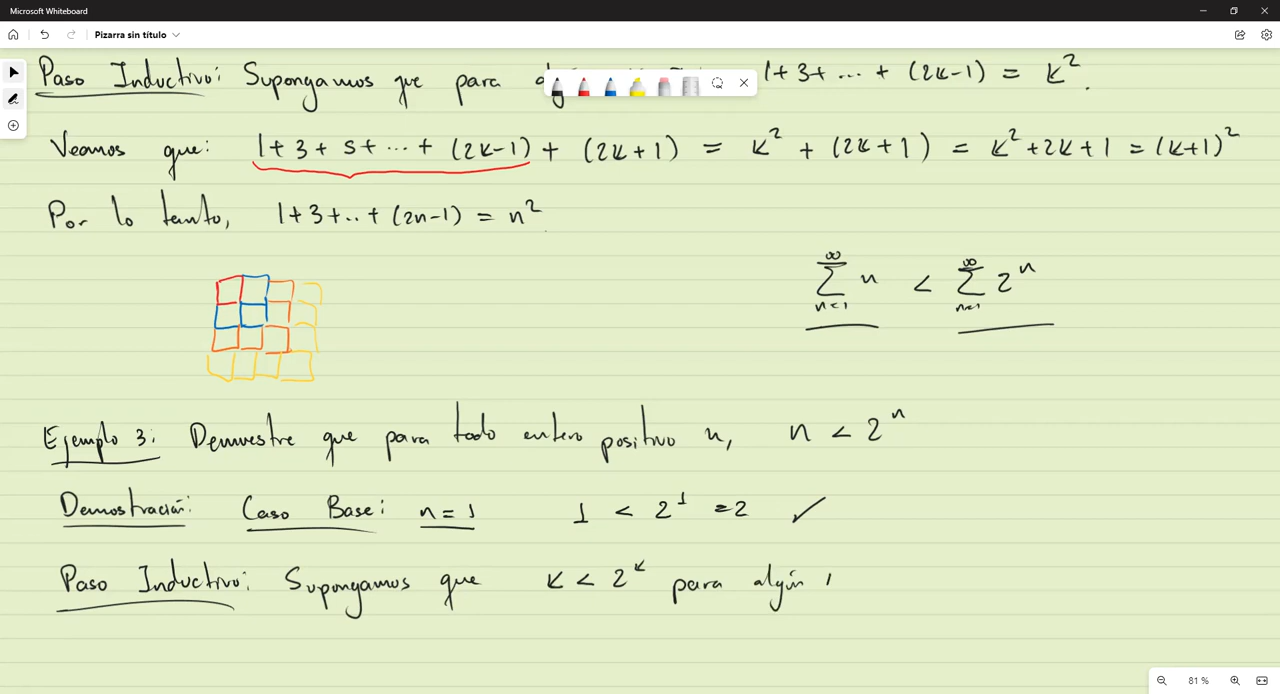 Microsoft Whiteboard
Pizarra sin título
Paso Inductivo: Supongamos que para 1+3+ ... + (2k-1) = k².
Veamos que: 1+3+5+ ... + (2k-1) + (2k+1) = k² + (2k+1) = k²+2k+1 = (k+1)²
Por lo tanto, 1+3+..+(2n-1) = n²
∞ ∑ n=1 n < ∞ ∑ n=1 2ⁿ
Ejemplo 3: Demuestre que para todo entero positivo n, n < 2ⁿ
Demostración: Caso Base: n=1 1 < 2¹ =2 ✓
Paso Inductivo: Supongamos que k < 2ᵏ para algún
81 %